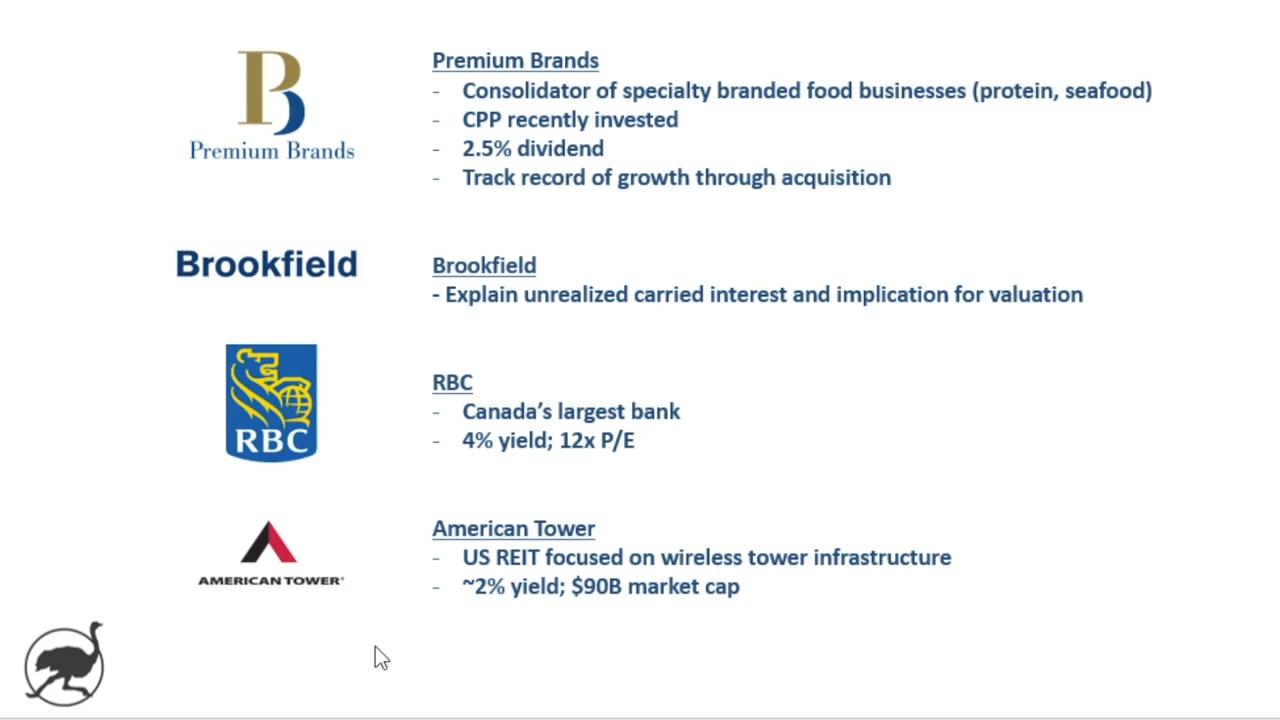 Premium Brands
Premium Brands
- Consolidator of specialty branded food businesses (protein, seafood)
- CPP recently invested
- 2.5% dividend
- Track record of growth through acquisition
Brookfield
Brookfield
- Explain unrealized carried interest and implication for valuation
RBC
RBC
- Canada’s largest bank
- 4% yield; 12x P/E
AMERICAN TOWER®
American Tower
- US REIT focused on wireless tower infrastructure
- ~2% yield; $90B market cap